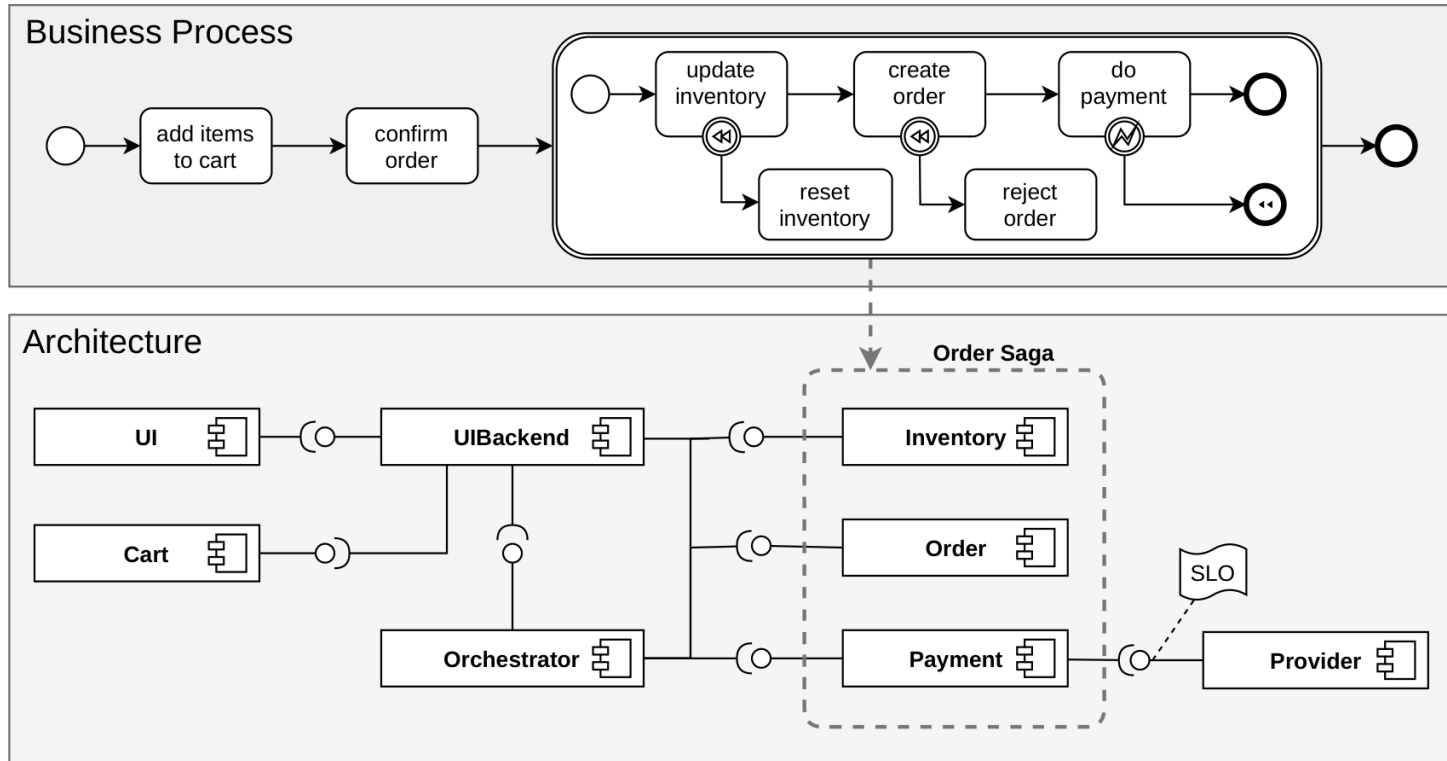 Business Process
add items
to cart
confirm
order
update
inventory
create
order
do
payment
reset
inventory
reject
order
Architecture
Order Saga
UI
UIBackend
Inventory
Cart
Order
SLO
Orchestrator
Payment
Provider